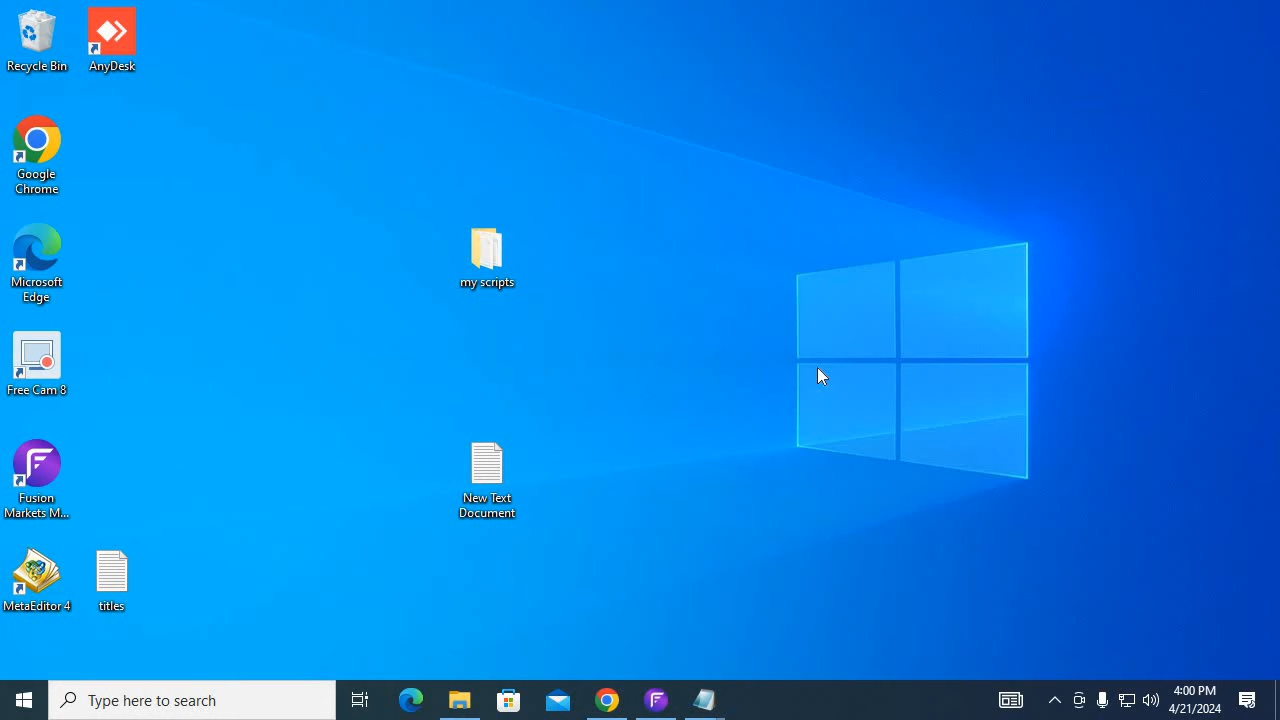 Recycle Bin
AnyDesk
Google
Chrome
Microsoft
Edge
Free Cam 8
Fusion
Markets M...
MetaEditor 4
titles
my scripts
New Text
Document
Type here to search
4:00 PM
4/21/2024